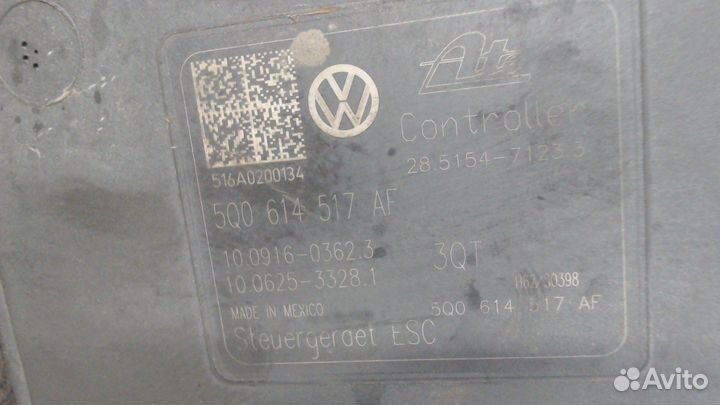 Ate
Controller
28.5154-7123.3
516A0200134
5Q0 614 517 AF
10.0916-0362.3
3QT
10.0625-3328.1
MADE IN MEXICO
5Q0 614 517 AF
Steuergeraet ESC
Avito